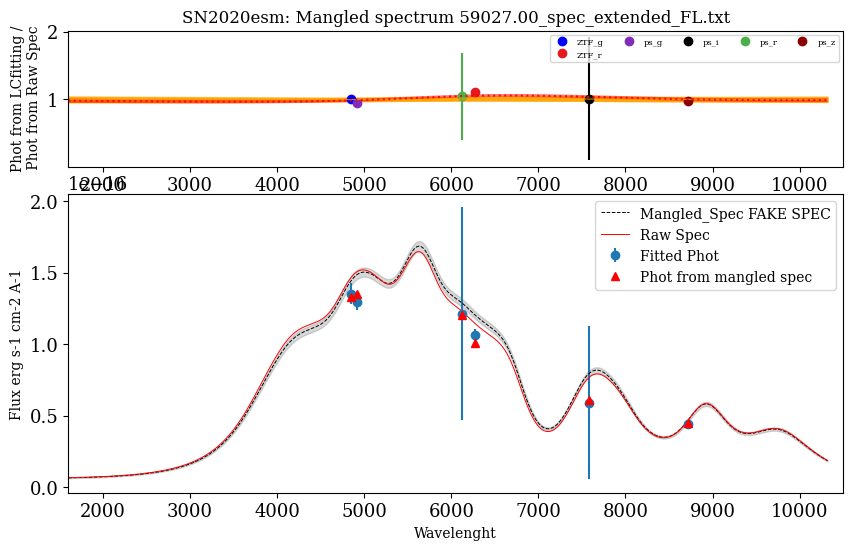 SN2020esm: Mangled spectrum 59027.00_spec_extended_FL.txt
Phot from LCfitting /
Phot from Raw Spec
2
1
ZTF_g ps_g ps_i ps_r ps_z
ZTF_r
2000 3000 4000 5000 6000 7000 8000 9000 10000
1e−16
Flux erg s-1 cm-2 A-1
2.0
1.5
1.0
0.5
0.0
Mangled_Spec FAKE SPEC
Raw Spec
Fitted Phot
Phot from mangled spec
2000 3000 4000 5000 6000 7000 8000 9000 10000
Wavelenght